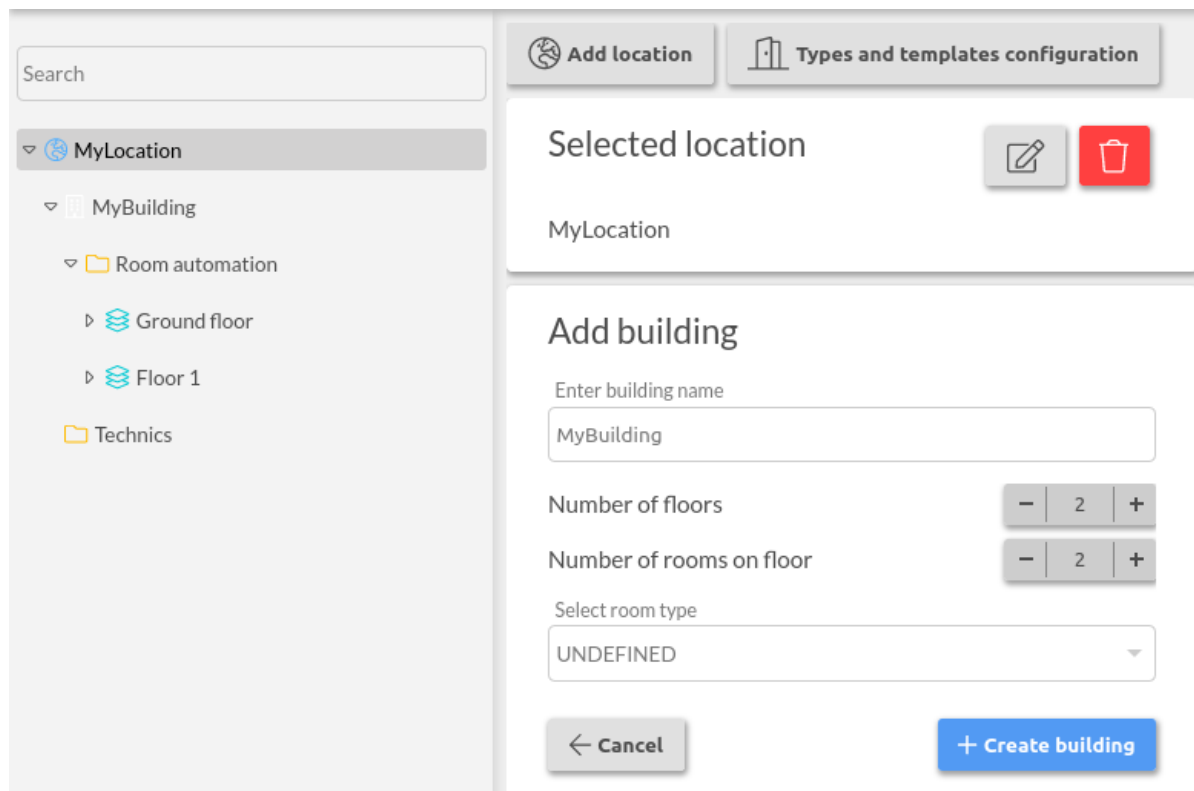 Search
MyLocation
MyBuilding
Room automation
Ground floor
Floor 1
Technics
Add location
Types and templates configuration
Selected location
MyLocation
Add building
Enter building name
MyBuilding
Number of floors
− 2 +
Number of rooms on floor
− 2 +
Select room type
UNDEFINED
Cancel
+ Create building